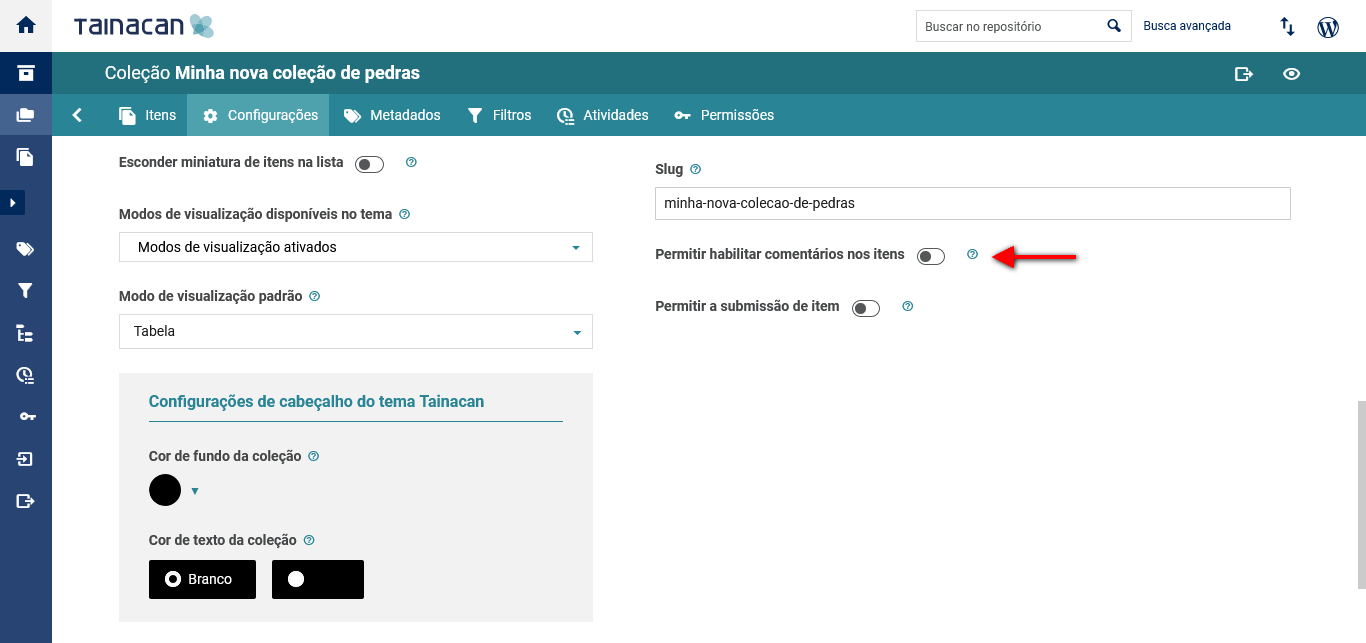 TAINACAN
Buscar no repositório
Busca avançada
Coleção Minha nova coleção de pedras
Itens
Configurações
Metadados
Filtros
Atividades
Permissões
Esconder miniatura de itens na lista
Modos de visualização disponíveis no tema
Modos de visualização ativados
Modo de visualização padrão
Tabela
Configurações de cabeçalho do tema Tainacan
Cor de fundo da coleção
Cor de texto da coleção
Branco
Slug
minha-nova-colecao-de-pedras
Permitir habilitar comentários nos itens
Permitir a submissão de item